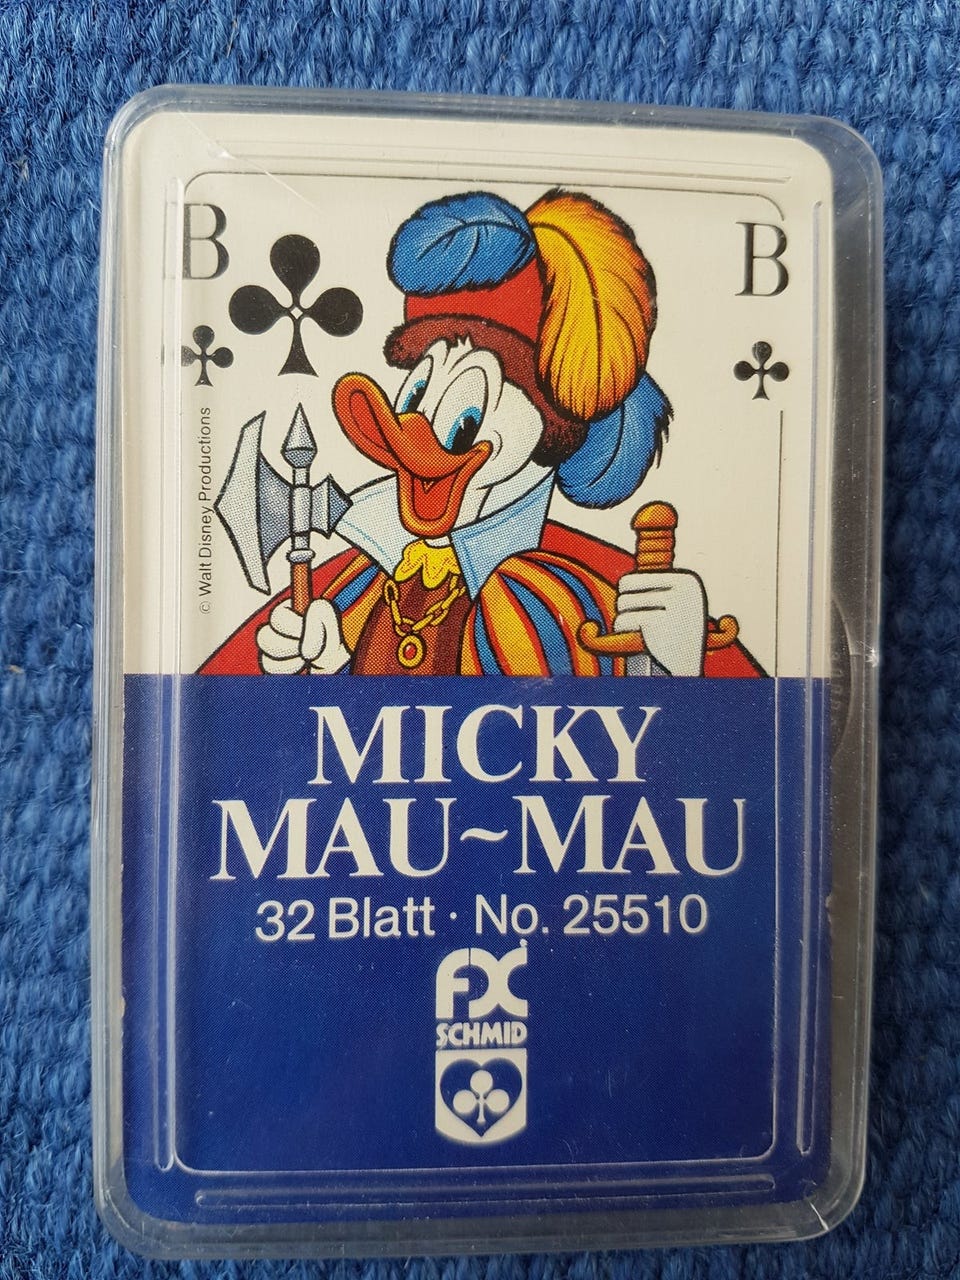 B
B
© Walt Disney Productions
MICKY
MAU~MAU
32 Blatt · No. 25510
FX
SCHMID